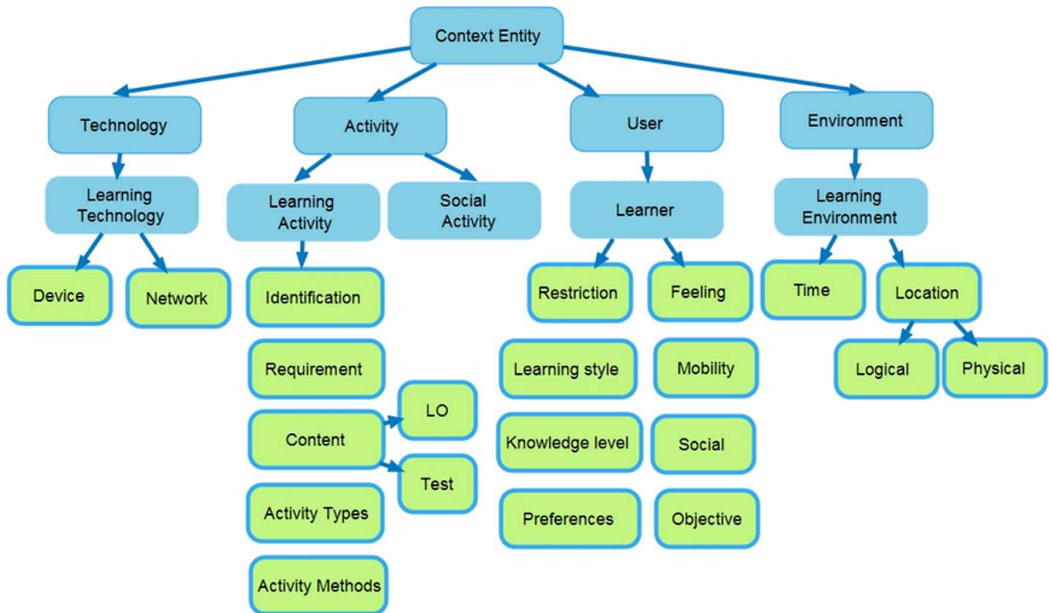 Context Entity
Technology
Activity
User
Environment
Learning
Technology
Learning
Activity
Social
Activity
Learner
Learning
Environment
Device
Network
Identification
Restriction
Feeling
Time
Location
Requirement
Learning style
Mobility
Logical
Physical
LO
Content
Knowledge level
Social
Test
Activity Types
Preferences
Objective
Activity Methods